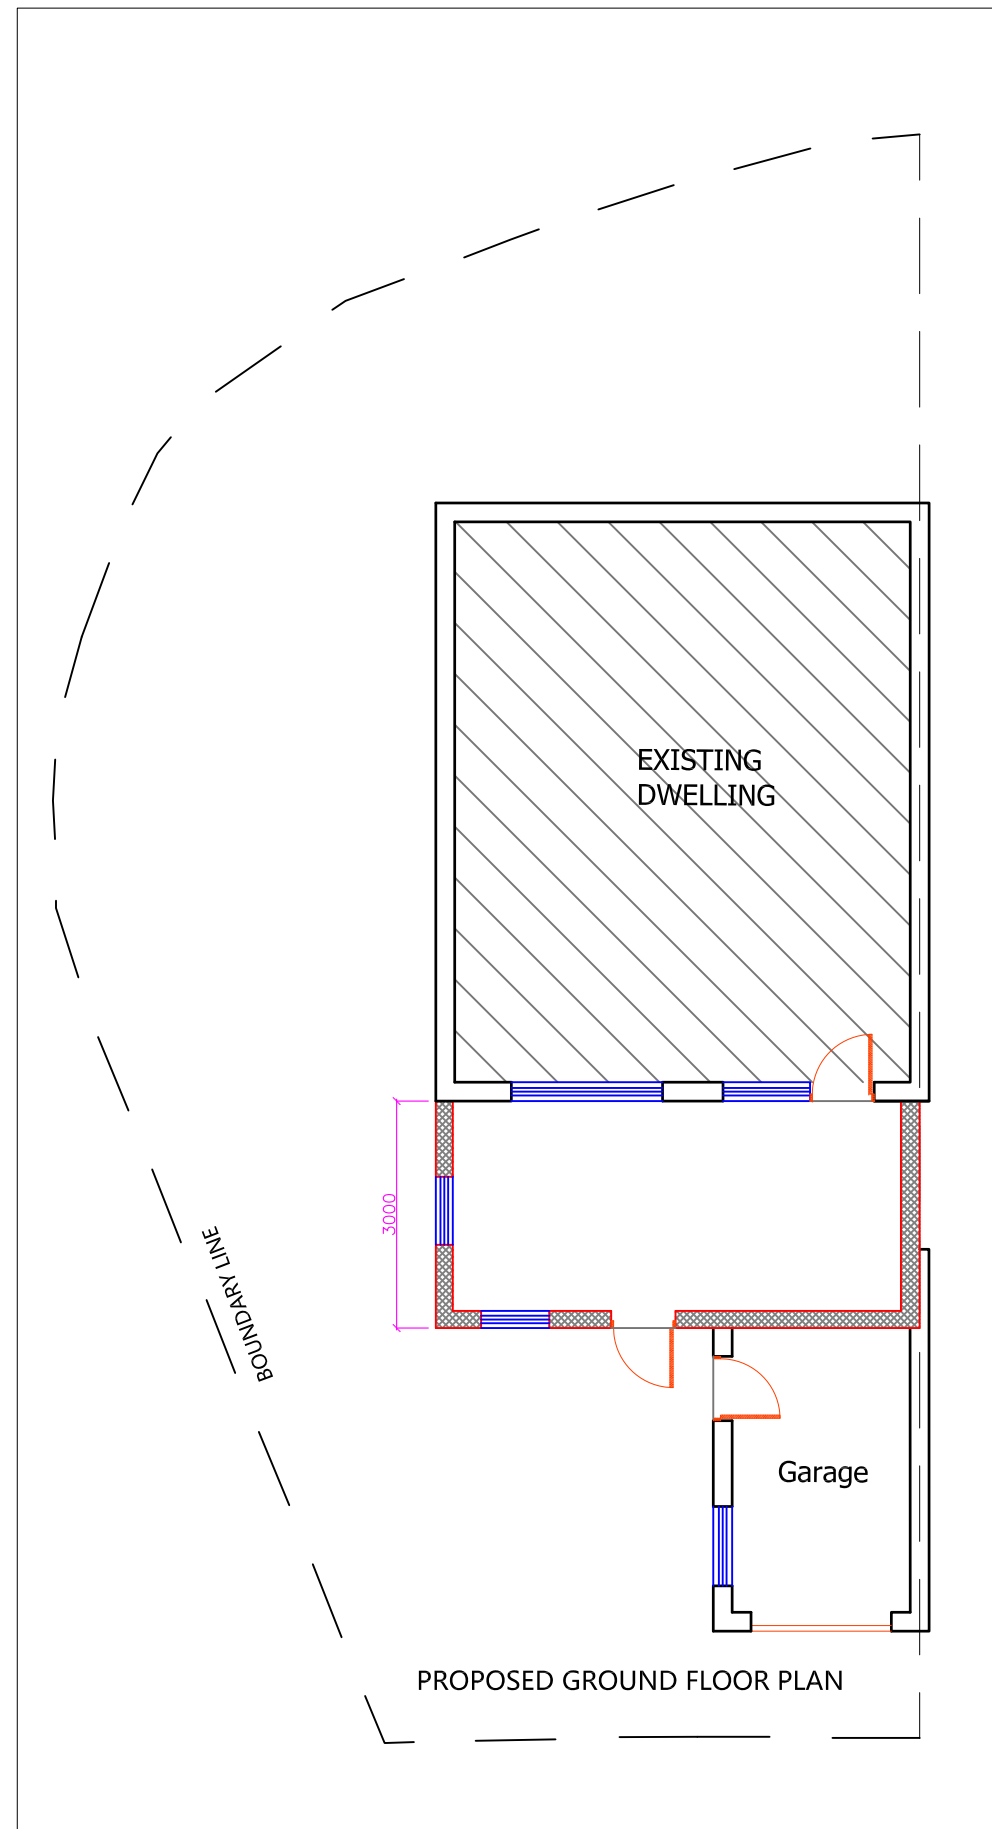 EXISTING
DWELLING
3000
BOUNDARY LINE
Garage
PROPOSED GROUND FLOOR PLAN